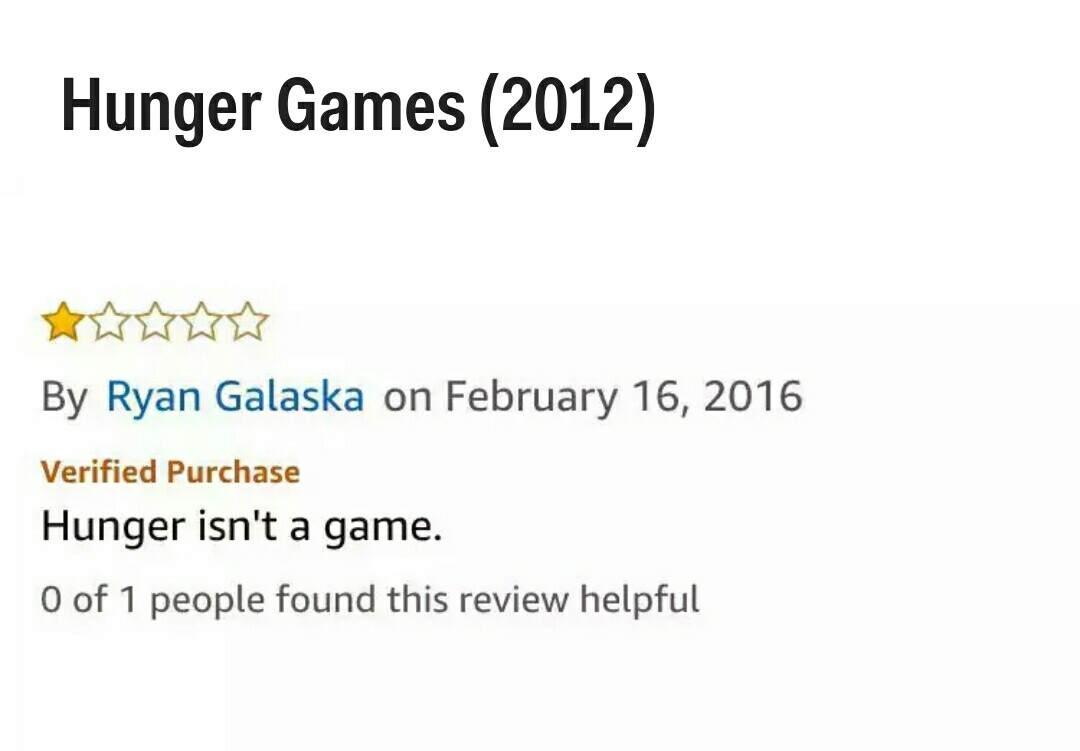 Hunger Games (2012)
By Ryan Galaska on February 16, 2016
Verified Purchase
Hunger isn't a game.
0 of 1 people found this review helpful